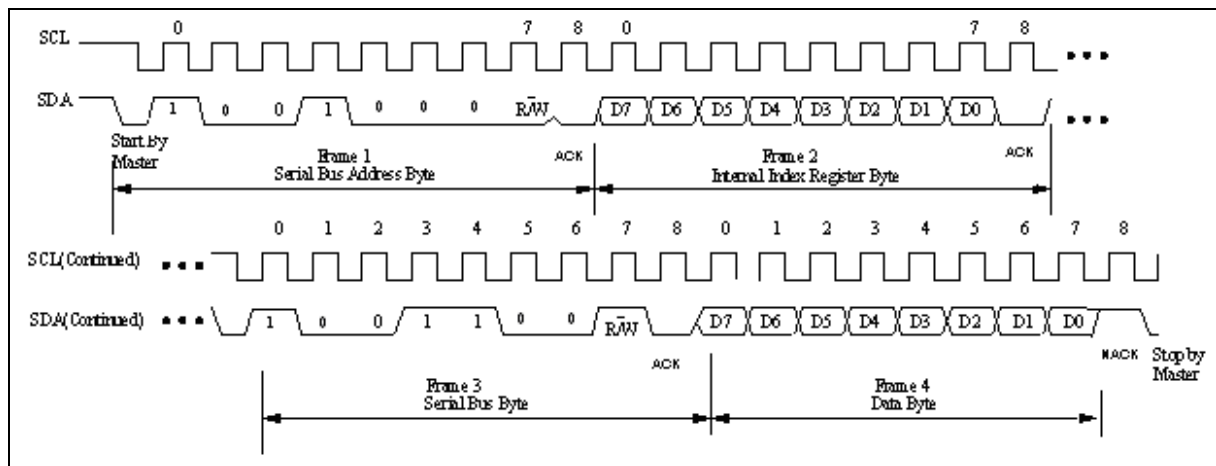 0 7 8 0 7 8
SCL
SDA 1 0 0 1 0 0 0 R/W D7 D6 D5 D4 D3 D2 D1 D0
Start By
Master
Frame 1
Serial Bus Address Byte
ACK
Frame 2
Internal Index Register Byte
ACK
0 1 2 3 4 5 6 7 8 0 1 2 3 4 5 6 7 8
SCL(Continued)
SDA(Continued) 1 0 0 1 1 0 0 R/W D7 D6 D5 D4 D3 D2 D1 D0
ACK
NACK
Stop by
Master
Frame 3
Serial Bus Byte
Frame 4
Data Byte